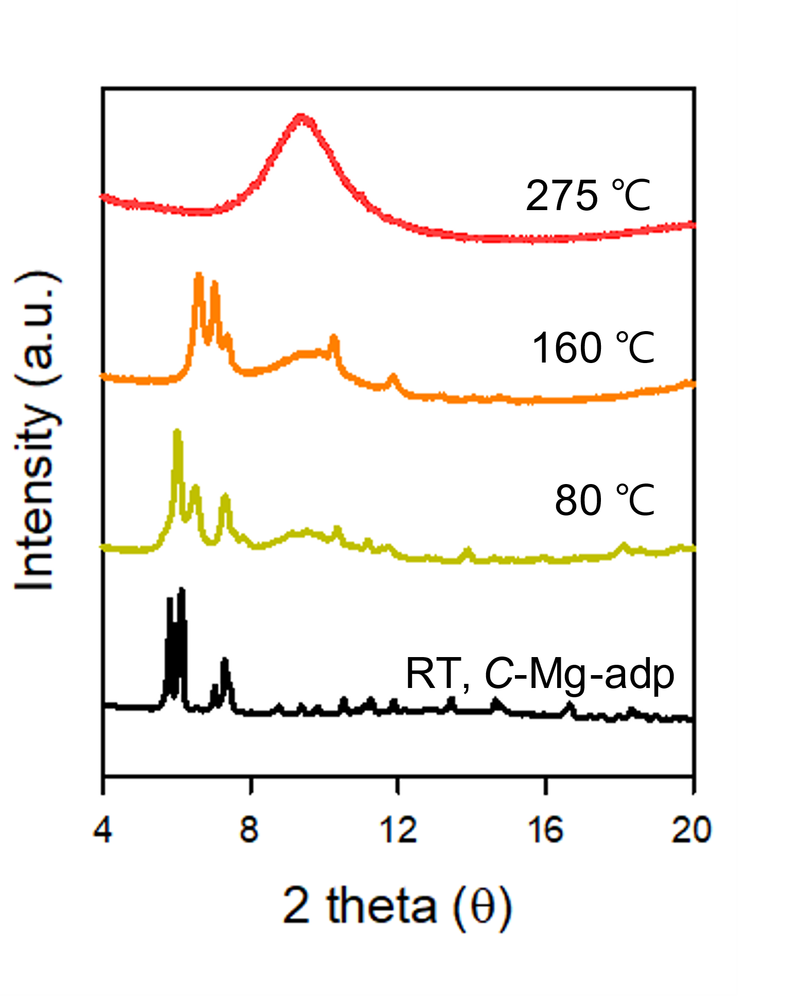 Intensity (a.u.)
275 ℃
160 ℃
80 ℃
RT, C-Mg-adp
4 8 12 16 20
2 theta (θ)